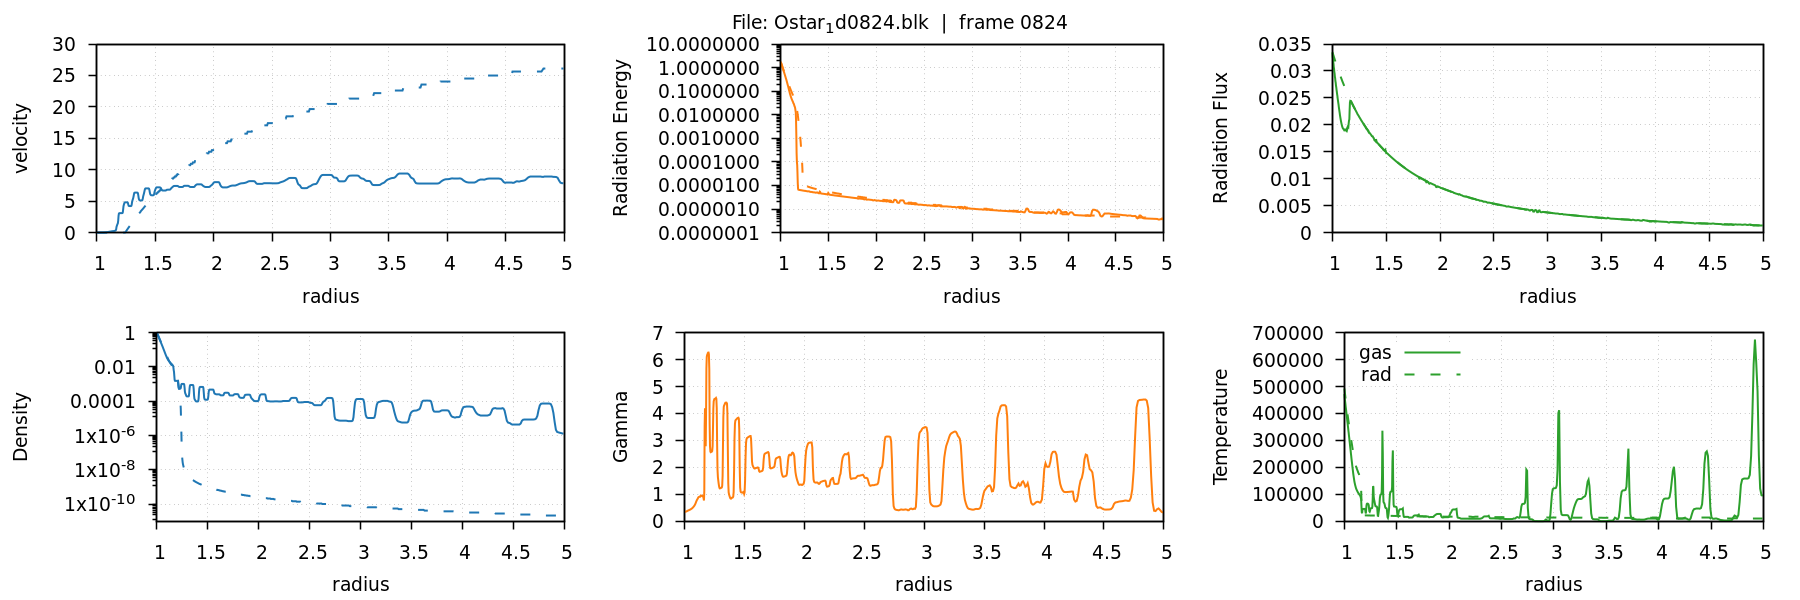 File: Ostar1d0824.blk | frame 0824
velocity
30
25
20
15
10
5
0
1 1.5 2 2.5 3 3.5 4 4.5 5
radius
Radiation Energy
10.0000000
1.0000000
0.1000000
0.0100000
0.0010000
0.0001000
0.0000100
0.0000010
0.0000001
1 1.5 2 2.5 3 3.5 4 4.5 5
radius
Radiation Flux
0.035
0.03
0.025
0.02
0.015
0.01
0.005
0
1 1.5 2 2.5 3 3.5 4 4.5 5
radius
Density
1
0.01
0.0001
1x10-6
1x10-8
1x10-10
1 1.5 2 2.5 3 3.5 4 4.5 5
radius
Gamma
7
6
5
4
3
2
1
0
1 1.5 2 2.5 3 3.5 4 4.5 5
radius
Temperature
700000
600000
500000
400000
300000
200000
100000
0
gas
rad
1 1.5 2 2.5 3 3.5 4 4.5 5
radius